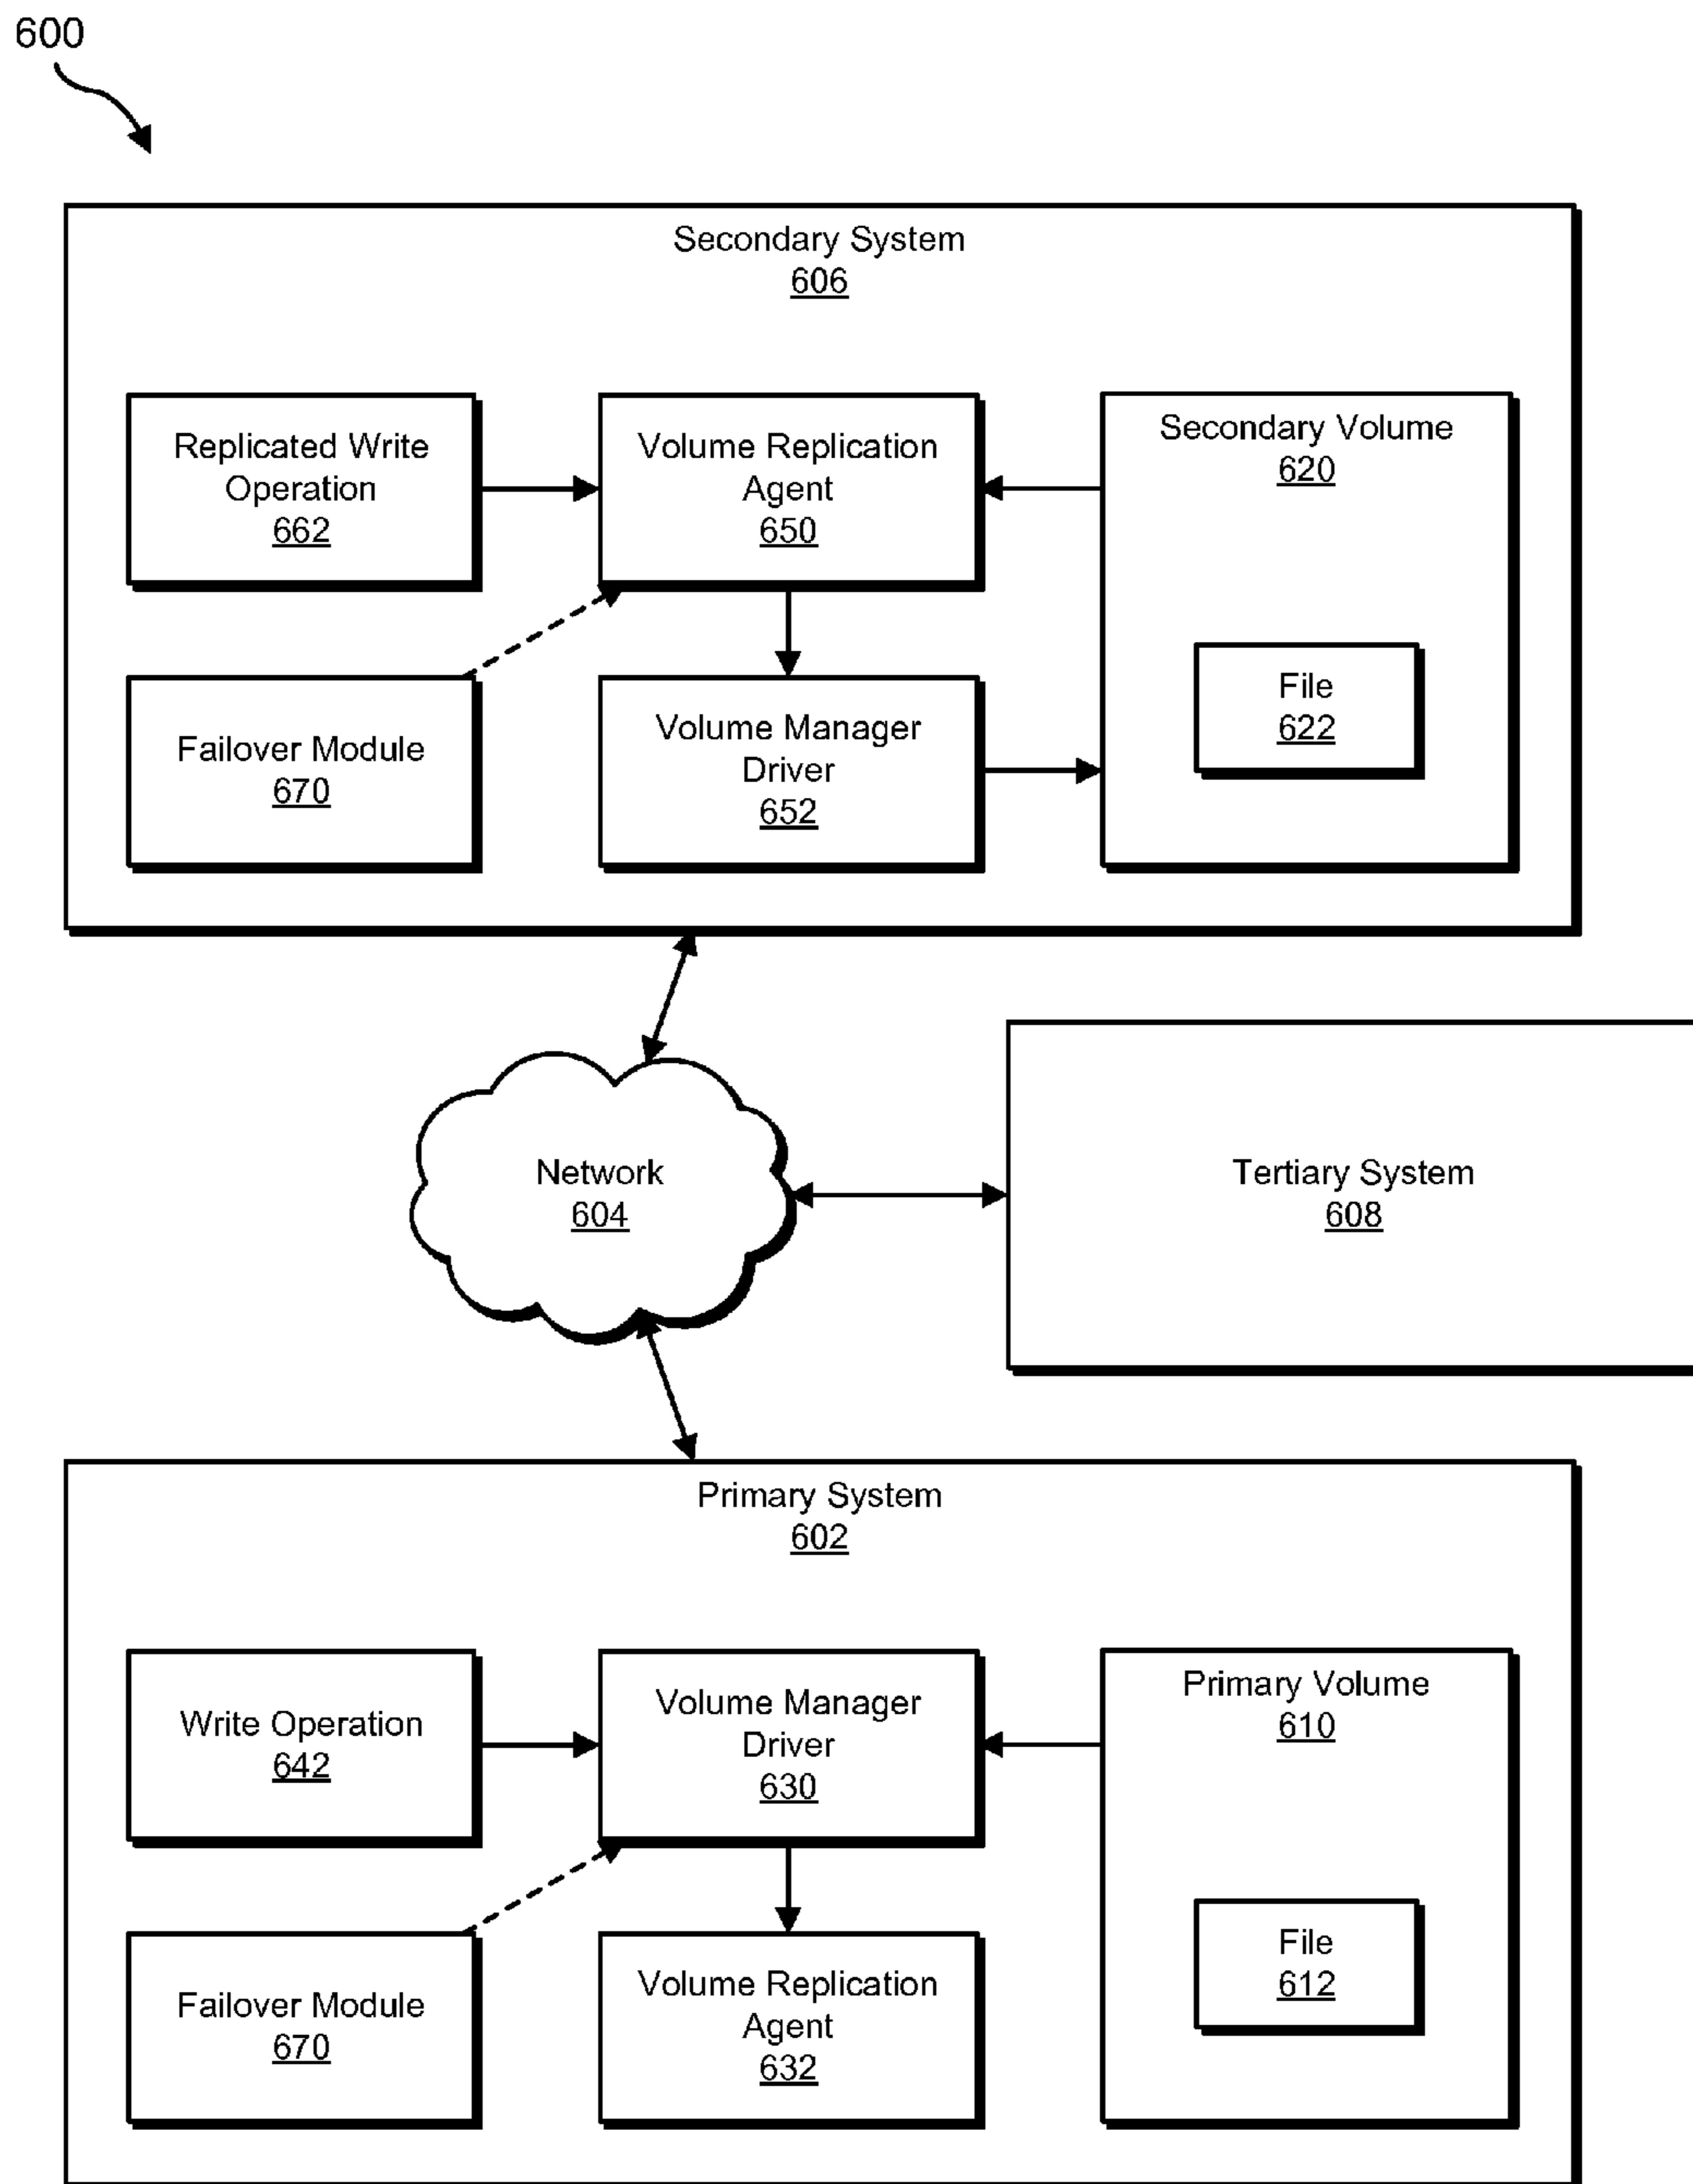 600
Secondary System
606
Replicated Write
Operation
662
Volume Replication
Agent
650
Secondary Volume
620
File
622
Failover Module
670
Volume Manager
Driver
652
Network
604
Tertiary System
608
Primary System
602
Write Operation
642
Volume Manager
Driver
630
Primary Volume
610
File
612
Failover Module
670
Volume Replication
Agent
632